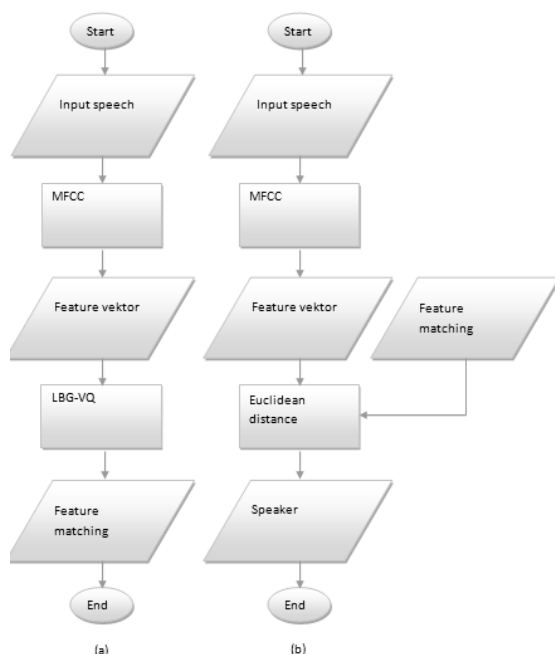 Start
Input speech
MFCC
Feature vektor
LBG-VQ
Feature
matching
End
(a)
Start
Input speech
MFCC
Feature vektor
Feature
matching
Euclidean
distance
Speaker
End
(b)